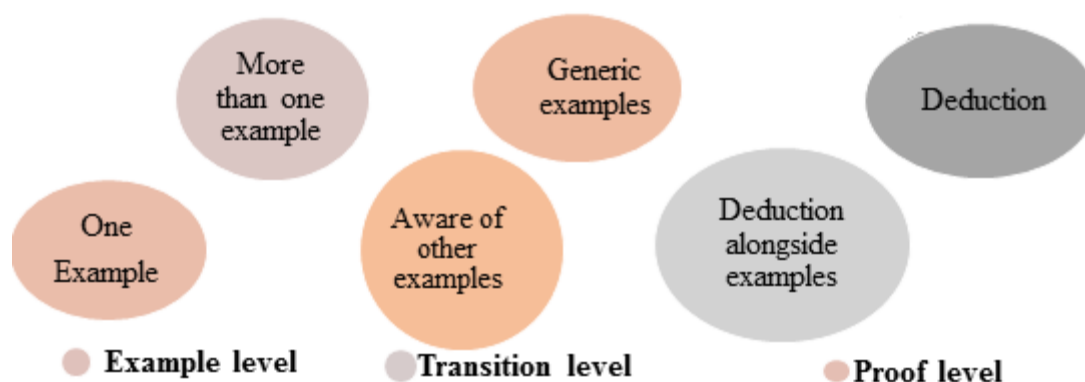 One
Example
More
than one
example
Aware of
other
examples
Generic
examples
Deduction
alongside
examples
Deduction
Example level
Transition level
Proof level